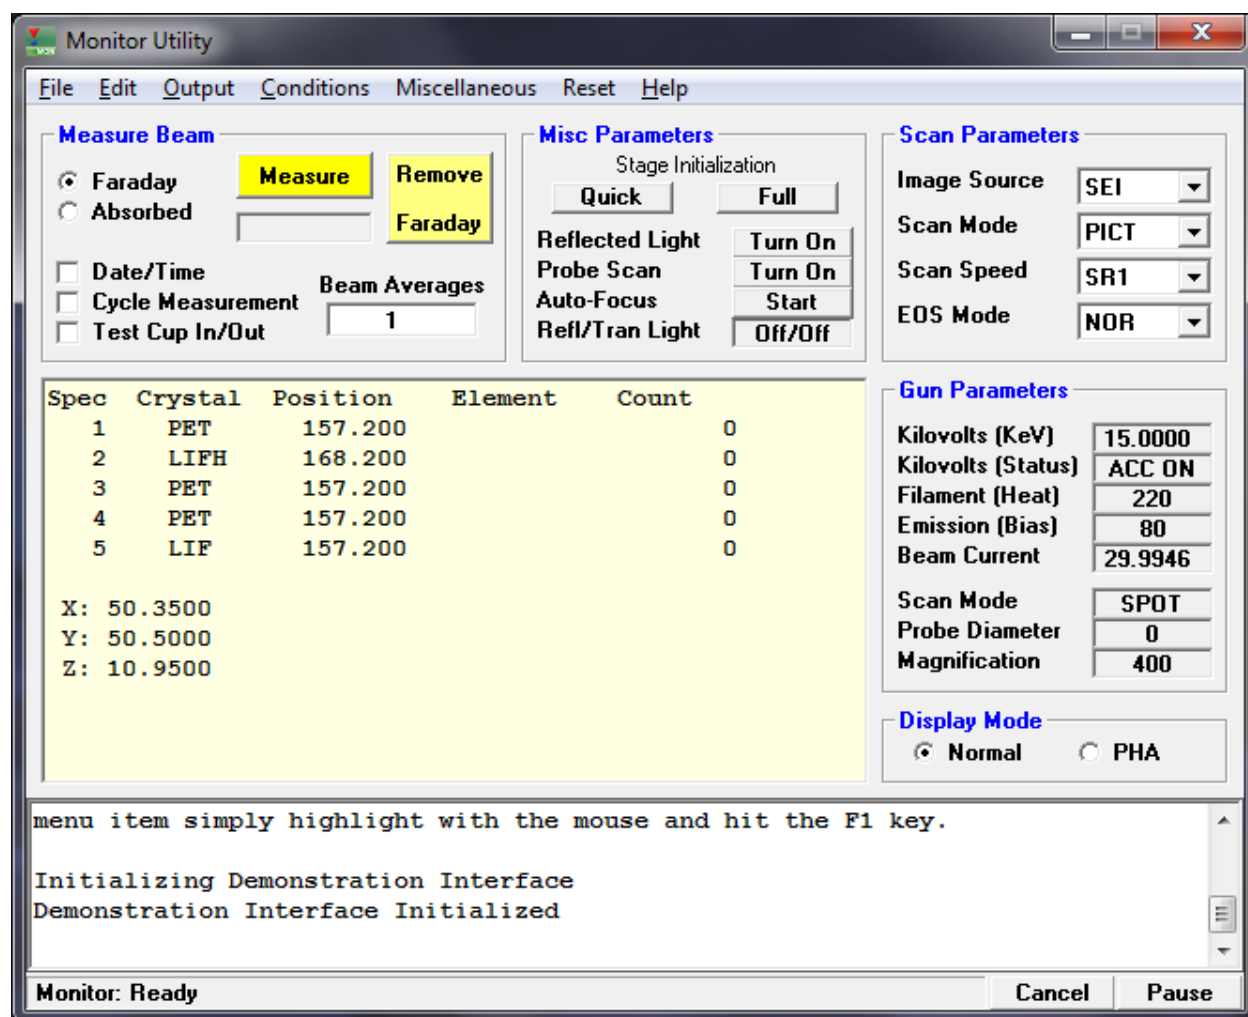 Monitor Utility
File Edit Output Conditions Miscellaneous Reset Help
Measure Beam
Faraday
Absorbed
Measure
Remove
Faraday
Date/Time
Cycle Measurement
Test Cup In/Out
Beam Averages
1
Misc Parameters
Stage Initialization
Quick Full
Reflected Light Turn On
Probe Scan Turn On
Auto-Focus Start
Refl/Tran Light Off/Off
Scan Parameters
Image Source SEI
Scan Mode PICT
Scan Speed SR1
EOS Mode NOR
Spec Crystal Position Element Count
1 PET 157.200 0
2 LIFH 168.200 0
3 PET 157.200 0
4 PET 157.200 0
5 LIF 157.200 0
X: 50.3500
Y: 50.5000
Z: 10.9500
Gun Parameters
Kilovolts (KeV) 15.0000
Kilovolts (Status) ACC ON
Filament (Heat) 220
Emission (Bias) 80
Beam Current 29.9946
Scan Mode SPOT
Probe Diameter 0
Magnification 400
Display Mode
Normal PHA
menu item simply highlight with the mouse and hit the F1 key.
Initializing Demonstration Interface
Demonstration Interface Initialized
Monitor: Ready Cancel Pause